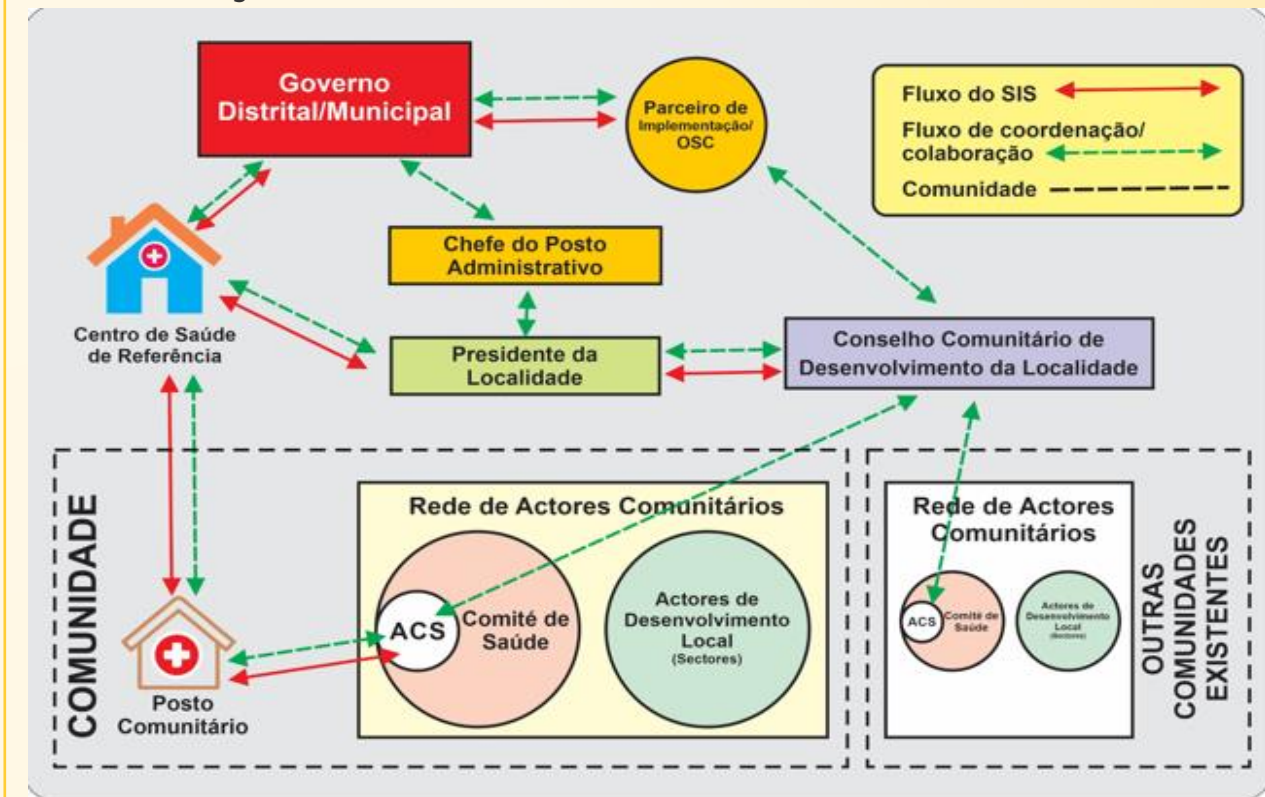 Governo
Distrital/Municipal
Parceiro de
Implementação/
OSC
Fluxo do SIS
Fluxo de coordenação/
colaboração
Comunidade
Chefe do Posto
Administrativo
Centro de Saúde
de Referência
Presidente da
Localidade
Conselho Comunitário de
Desenvolvimento da Localidade
COMUNIDADE
Posto
Comunitário
Rede de Actores Comunitários
ACS
Comité de
Saúde
Actores de
Desenvolvimento
Local
(Sectores)
Rede de Actores
Comunitários
ACS
Comité de
Saúde
Actores de
Desenvolvimento
Local
(Sectores)
OUTRAS
COMUNIDADES
EXISTENTES